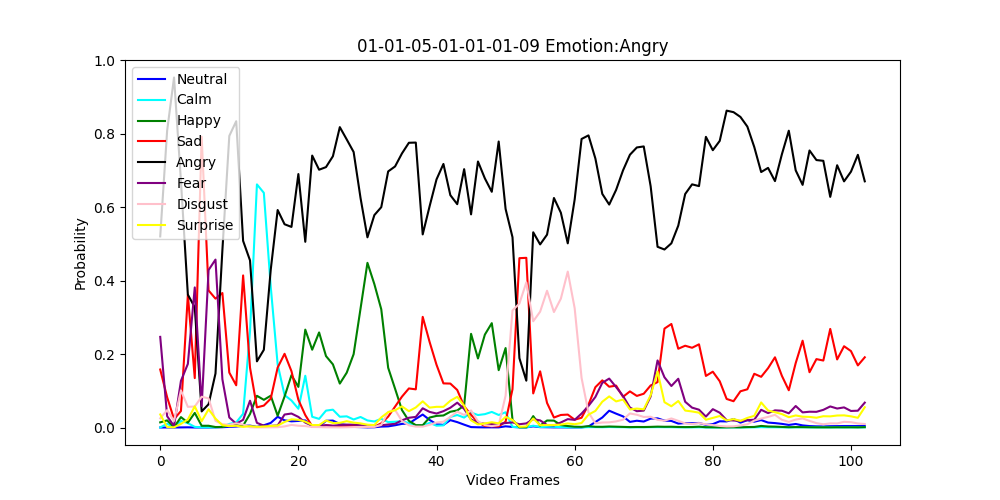 01-01-05-01-01-01-09 Emotion:Angry
1.0
0.8
0.6
0.4
0.2
0.0
Probability
Neutral
Calm
Happy
Sad
Angry
Fear
Disgust
Surprise
0 20 40 60 80 100
Video Frames